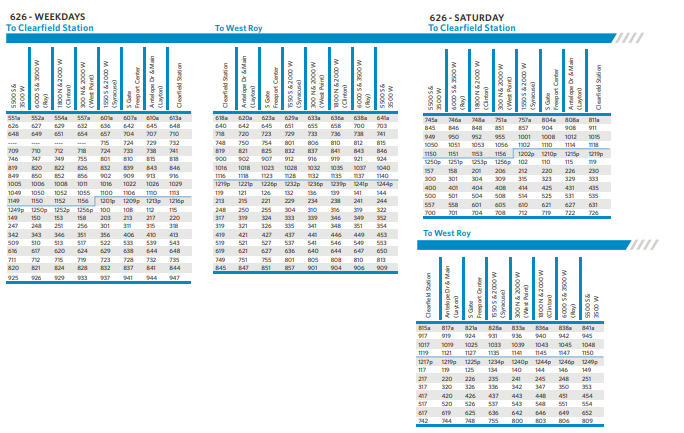 626 - WEEKDAYS
To Clearfield Station
5500 S & 3500 W
6000 S & 3500 W (Roy)
1800 N & 2000 W (Clinton)
300 N & 2000 W (West Point)
1550 S & 2000 W (Syracuse)
S Gate Freeport Center
Antelope Dr & Main (Layton)
Clearfield Station
551a 552a 554a 557a 601a 607a 610a 613a
626 627 629 632 636 642 645 648
648 649 651 654 657 704 707 710
---- ---- ---- ---- 715 724 729 732
709 710 712 718 724 733 738 741
746 747 749 755 801 810 815 818
819 820 822 826 832 839 843 846
849 850 852 856 902 909 913 916
1005 1006 1008 1011 1016 1022 1026 1029
1049 1050 1052 1055 1100 1106 1110 1113
1149 1150 1152 1156 1201p 1209p 1213p 1216p
1249p 1250p 1252p 1256p 100 108 112 115
149 150 153 158 203 213 217 220
247 248 251 256 301 311 315 318
342 343 346 351 356 406 410 413
509 510 513 517 522 533 539 543
616 617 620 624 629 638 644 648
711 712 715 719 723 728 732 735
820 821 824 828 832 837 841 844
925 926 929 933 937 941 944 947
To West Roy
Clearfield Station
Antelope Dr & Main (Layton)
S Gate Freeport Center
1550 S & 2000 W (Syracuse)
300 N & 2000 W (West Point)
1800 N & 2000 W (Clinton)
6000 S & 3500 W (Roy)
5500 S & 3500 W
618a 620a 623a 629a 633a 636a 638a 641a
640 642 645 651 655 658 700 703
718 720 723 729 733 736 738 741
748 750 754 801 806 810 812 815
819 821 825 832 837 841 843 846
900 902 907 912 916 919 921 924
1016 1018 1023 1028 1032 1035 1037 1040
1116 1118 1123 1128 1132 1135 1137 1140
1219p 1221p 1226p 1232p 1236p 1239p 1241p 1244p
119 121 126 132 136 139 141 144
213 215 221 229 234 238 241 244
248 250 255 304 310 316 319 322
317 319 324 333 339 346 349 352
319 321 326 335 341 348 351 354
419 421 427 437 441 446 449 453
519 521 527 537 541 546 549 553
619 621 627 636 640 644 647 650
749 751 755 801 805 808 810 813
845 847 851 857 901 904 906 909
626 - SATURDAY
To Clearfield Station
5500 S & 3500 W
6000 S & 3500 W (Roy)
1800 N & 2000 W (Clinton)
300 N & 2000 W (West Point)
1550 S & 2000 W (Syracuse)
S Gate Freeport Center
Antelope Dr & Main (Layton)
Clearfield Station
745a 746a 748a 751a 757a 804a 808a 811a
845 846 848 851 857 904 908 911
949 950 952 955 1001 1008 1012 1015
1050 1051 1053 1056 1102 1110 1114 1118
1150 1151 1153 1156 1202p 1210p 1215p 1219p
1250p 1251p 1253p 1256p 102 110 115 119
157 158 201 206 212 220 226 230
300 301 304 309 315 323 329 333
400 401 404 408 414 425 431 435
500 501 504 508 514 525 531 535
557 558 601 605 610 621 627 631
700 701 704 708 712 719 722 726
To West Roy
Clearfield Station
Antelope Dr & Main (Layton)
S Gate Freeport Center
1550 S & 2000 W (Syracuse)
300 N & 2000 W (West Point)
1800 N & 2000 W (Clinton)
6000 S & 3500 W (Roy)
5500 S & 3500 W
815a 817a 821a 828a 833a 836a 838a 841a
917 919 924 931 936 940 942 945
1017 1019 1025 1033 1039 1043 1045 1048
1119 1121 1127 1135 1141 1145 1147 1150
1217p 1219p 1225p 1234p 1240p 1244p 1246p 1249p
117 119 125 134 140 144 146 149
217 220 226 235 241 245 248 251
317 320 326 336 342 347 350 353
417 420 426 437 443 448 451 454
517 520 526 537 543 548 551 554
617 619 625 636 642 646 649 652
742 744 748 755 800 803 806 809